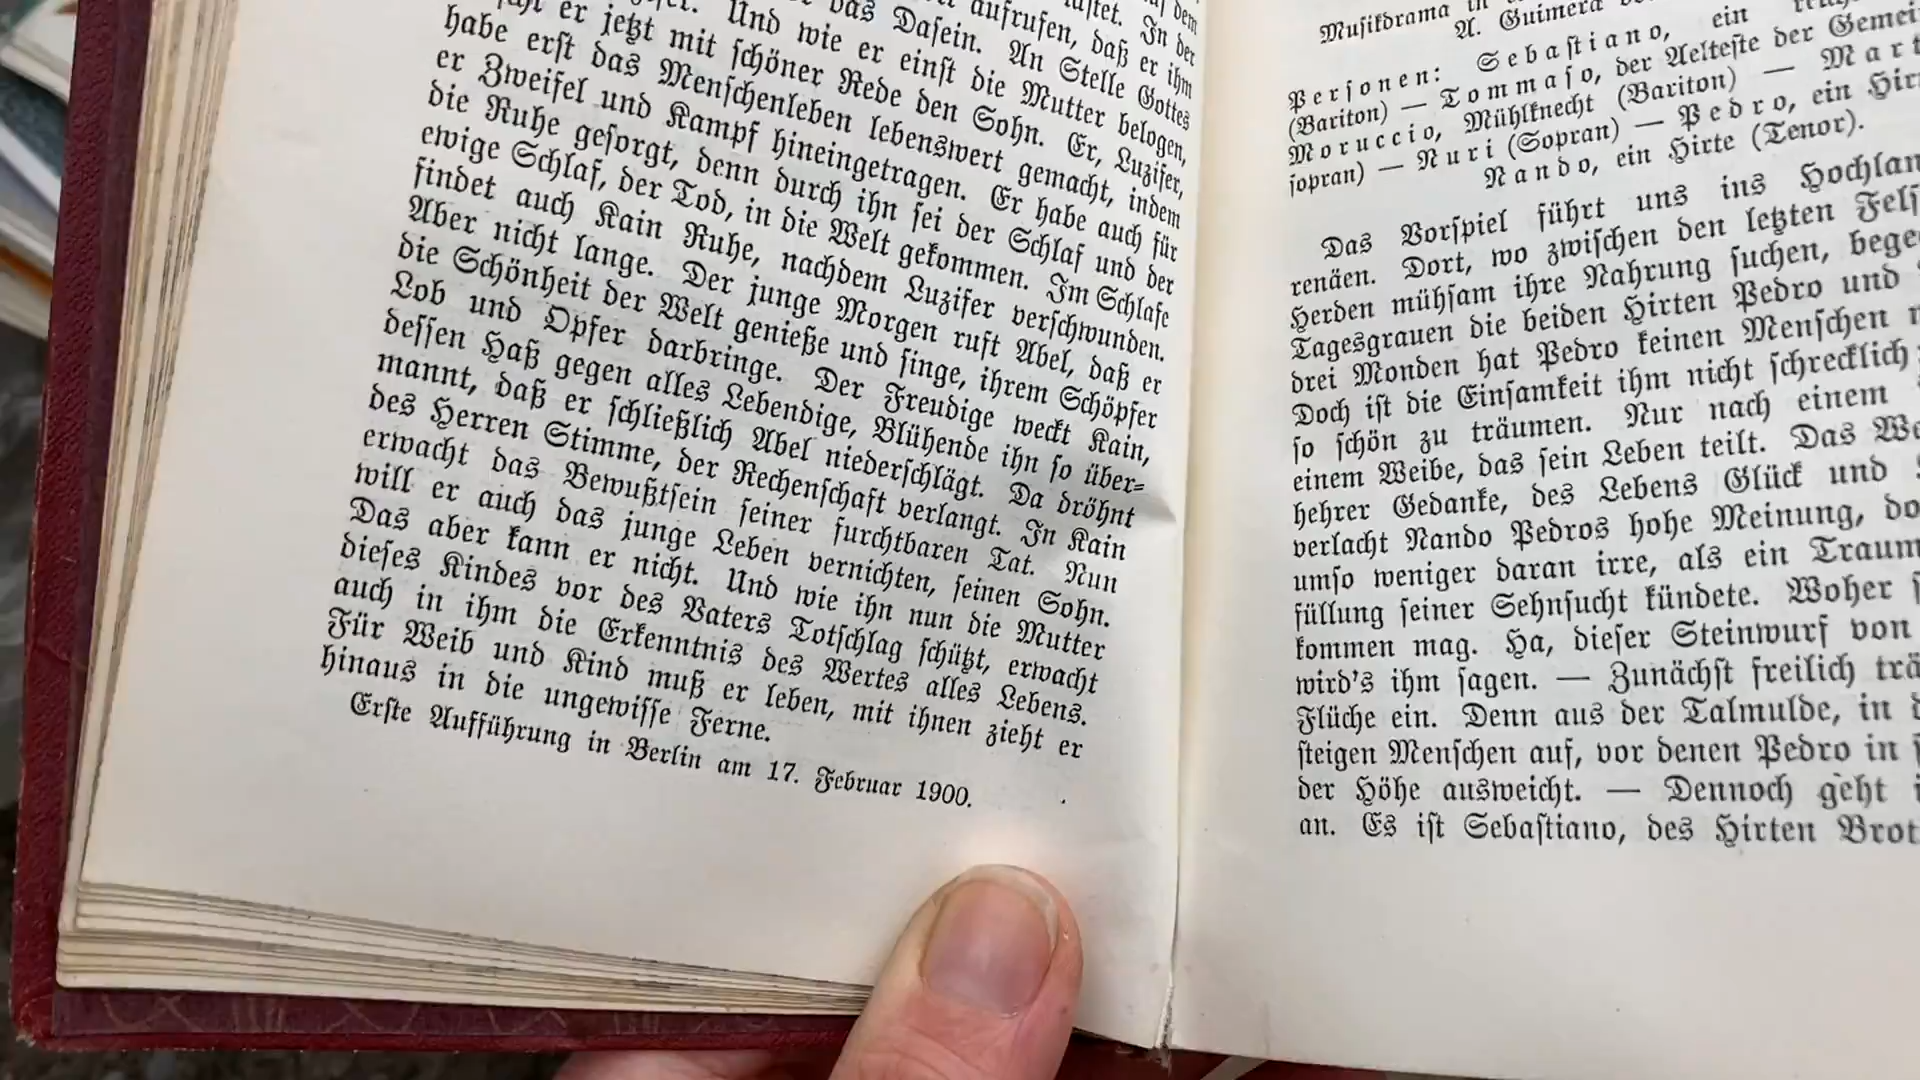 auf dem
lastet. In der
aufrufen, daß er ihm
das Dasein. An Stelle Gottes
Und wie er einst die Mutter belogen,
er jetzt mit schöner Rede den Sohn. Er, Luzifer,
habe erst das Menschenleben lebenswert gemacht, indem
er Zweifel und Kampf hineingetragen. Er habe auch für
die Ruhe gesorgt, denn durch ihn sei der Schlaf und der
ewige Schlaf, der Tod, in die Welt gekommen. Im Schlafe
findet auch Kain Ruhe, nachdem Luzifer verschwunden.
Aber nicht lange. Der junge Morgen ruft Abel, daß er
die Schönheit der Welt genieße und singe, ihrem Schöpfer
Lob und Opfer darbringe. Der Freudige weckt Kain,
dessen Haß gegen alles Lebendige, Blühende ihn so über-
mannt, daß er schließlich Abel niederschlägt. Da dröhnt
des Herren Stimme, der Rechenschaft verlangt. In Kain
erwacht das Bewußtsein seiner furchtbaren Tat. Nun
will er auch das junge Leben vernichten, seinen Sohn.
Das aber kann er nicht. Und wie ihn nun die Mutter
dieses Kindes vor des Vaters Totschlag schützt, erwacht
auch in ihm die Erkenntnis des Wertes alles Lebens.
Für Weib und Kind muß er leben, mit ihnen zieht er
hinaus in die ungewisse Ferne.
Erste Aufführung in Berlin am 17. Februar 1900.
Musikdrama in
A. Guimera
Personen: Sebastiano, ein
(Bariton) — Tommaso, der Aelteste der
Moruccio, Mühlknecht (Bariton) —
sopran) — Nuri (Sopran) — Pedro, ein
Nando, ein Hirte (Tenor).
Das Vorspiel führt uns ins
renäen. Dort, wo zwischen den letzten
Herden mühsam ihre Nahrung suchen,
Tagesgrauen die beiden Hirten Pedro und
drei Monden hat Pedro keinen Menschen
Doch ist die Einsamkeit ihm nicht schrecklich
so schön zu träumen. Nur nach einem
einem Weibe, das sein Leben teilt. Das
hehrer Gedanke, des Lebens Glück und
verlacht Nando Pedros hohe Meinung,
umso weniger daran irre, als ein Traum
füllung seiner Sehnsucht kündete. Woher
kommen mag. Ha, dieser Steinwurf von
wird's ihm sagen. — Zunächst freilich
Flüche ein. Denn aus der Talmulde, in
steigen Menschen auf, vor denen Pedro in
der Höhe ausweicht. — Dennoch geht
an. Es ist Sebastiano, des Hirten